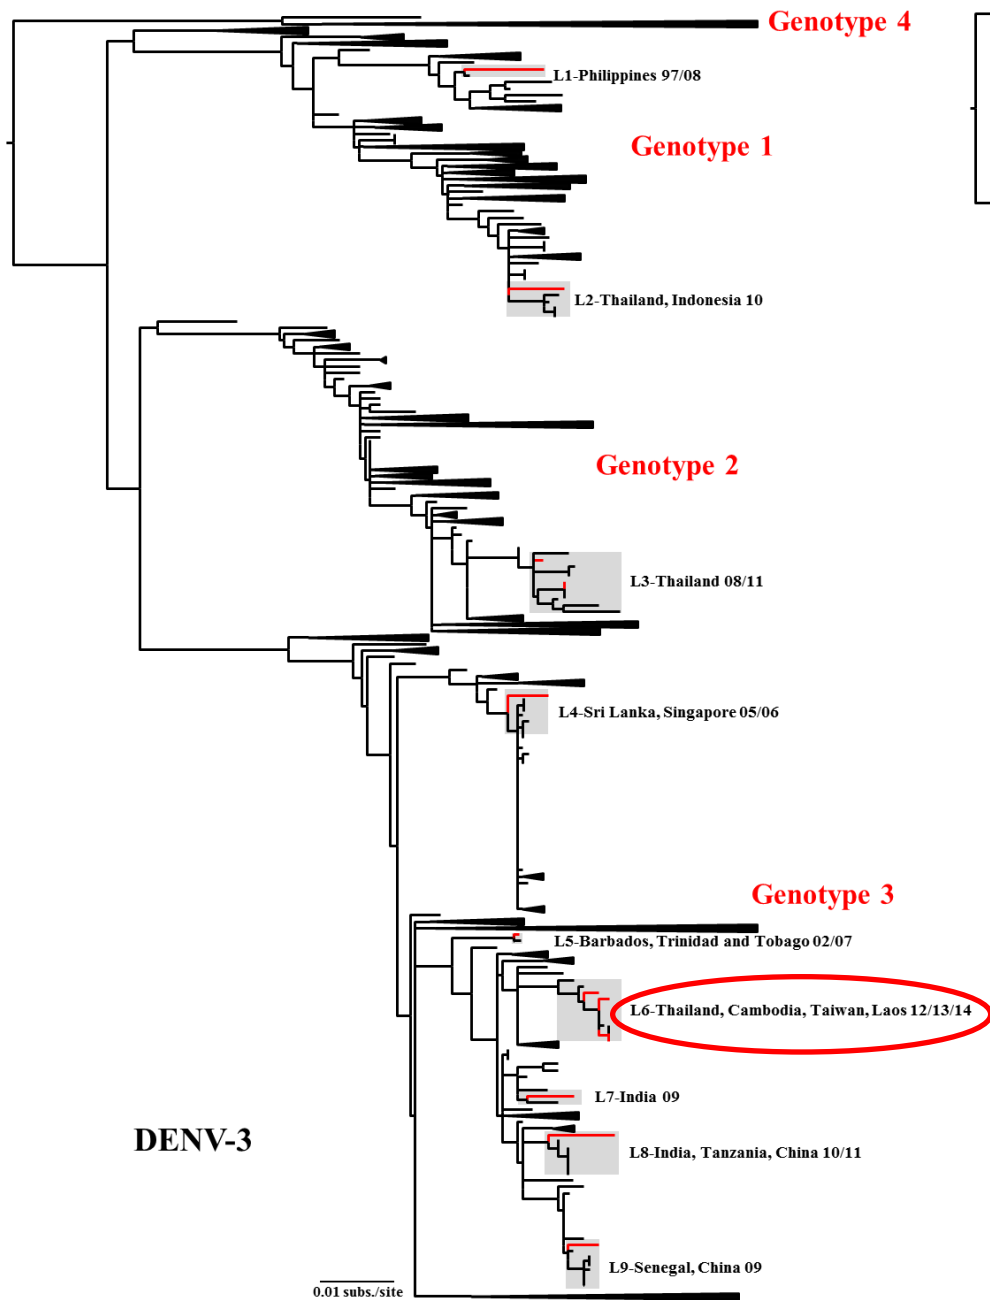 Genotype 4
L1-Philippines 97/08
Genotype 1
L2-Thailand, Indonesia 10
Genotype 2
L3-Thailand 08/11
L4-Sri Lanka, Singapore 05/06
Genotype 3
L5-Barbados, Trinidad and Tobago 02/07
L6-Thailand, Cambodia, Taiwan, Laos 12/13/14
L7-India 09
DENV-3
L8-India, Tanzania, China 10/11
L9-Senegal, China 09
0.01 subs./site